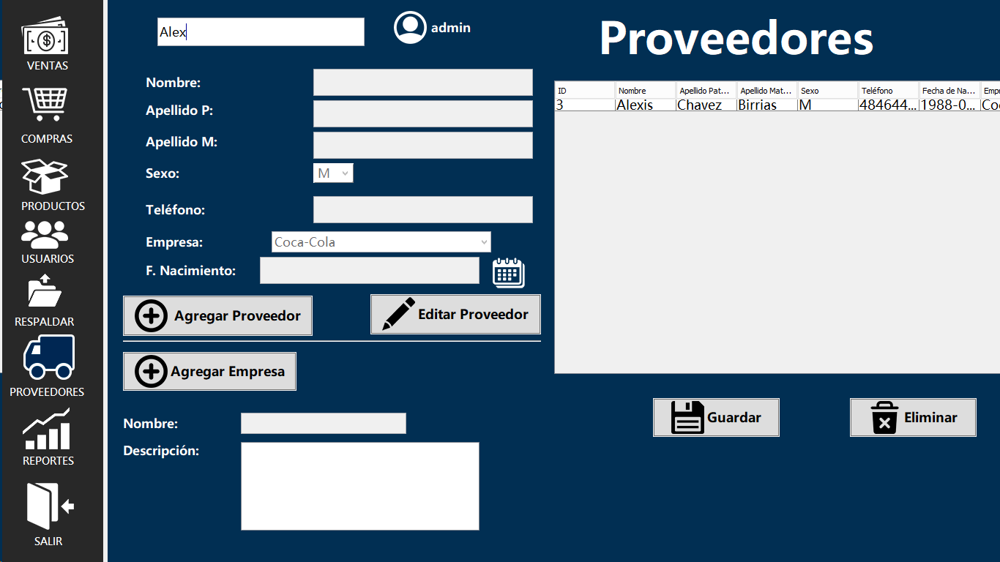 VENTAS
COMPRAS
PRODUCTOS
USUARIOS
RESPALDAR
PROVEEDORES
REPORTES
SALIR
Alex
admin
Nombre:
Apellido P:
Apellido M:
Sexo: M
Teléfono:
Empresa: Coca-Cola
F. Nacimiento:
Agregar Proveedor Editar Proveedor
Agregar Empresa
Nombre:
Descripción:
Proveedores
ID Nombre Apellido Pat... Apellido Mat... Sexo Teléfono Fecha de Na... Empr
3 Alexis Chavez Birrias M 484644... 1988-0... Coc
Guardar Eliminar